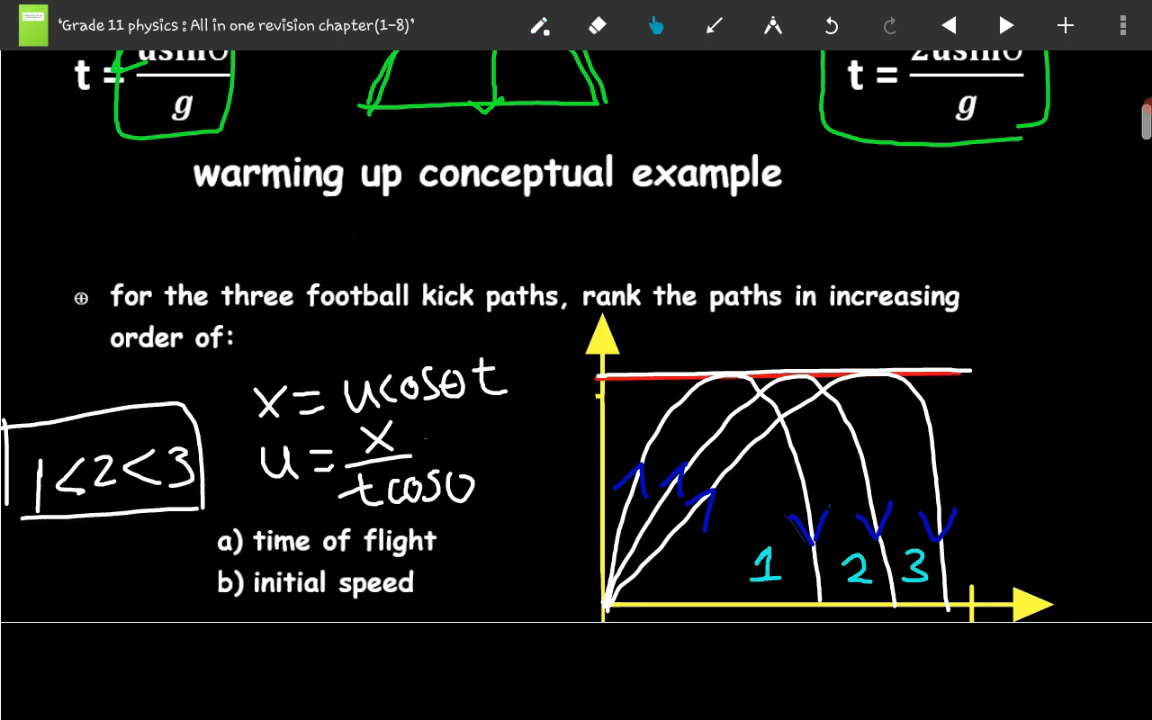 'Grade 11 physics : All in one revision chapter(1-8)'
t = usinθ/g
t = 2usinθ/g
warming up conceptual example
⊕ for the three football kick paths, rank the paths in increasing
order of:
x = ucosθt
u = x/tcosθ
1<2<3
a) time of flight
b) initial speed
1 2 3